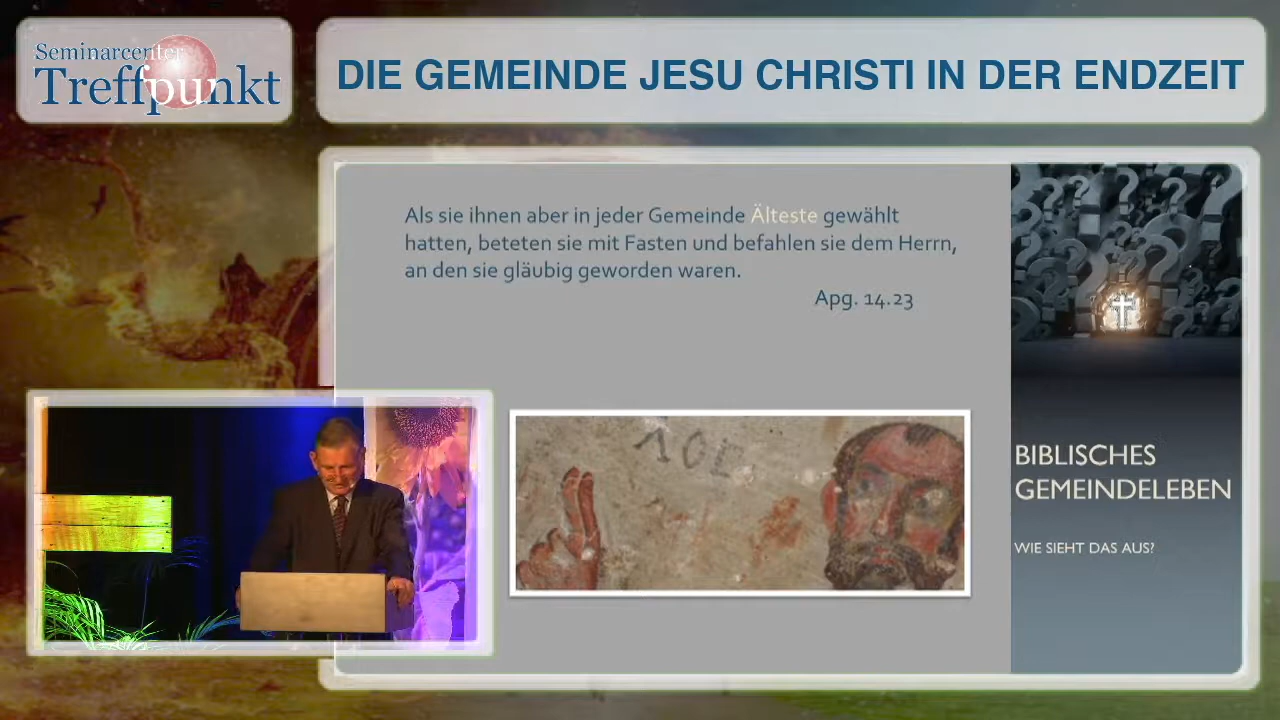 Seminarcenter
Treffpunkt
DIE GEMEINDE JESU CHRISTI IN DER ENDZEIT
Als sie ihnen aber in jeder Gemeinde Älteste gewählt
hatten, beteten sie mit Fasten und befahlen sie dem Herrn,
an den sie gläubig geworden waren.
Apg. 14.23
BIBLISCHES
GEMEINDELEBEN
WIE SIEHT DAS AUS?